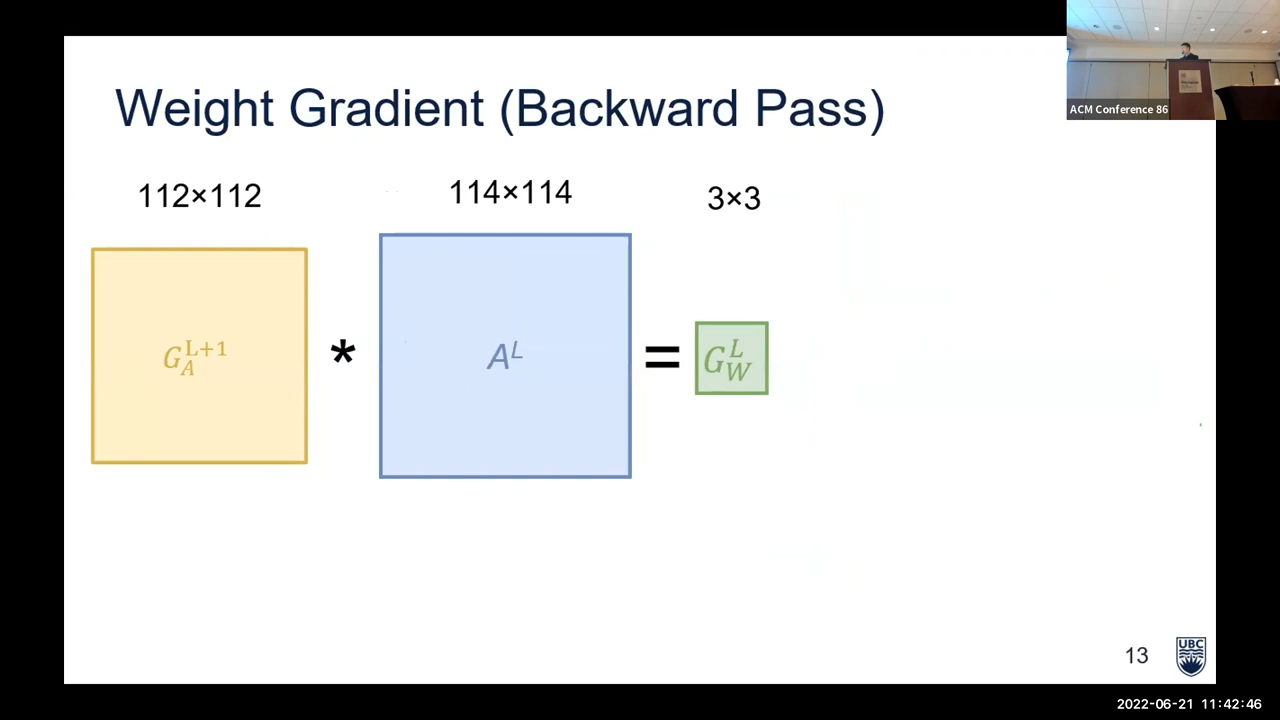 Weight Gradient (Backward Pass)
112×112
114×114
3×3
G_A^{L+1} * A^L = G_W^L
13
UBC
ACM Conference 86
2022-06-21 11:42:46